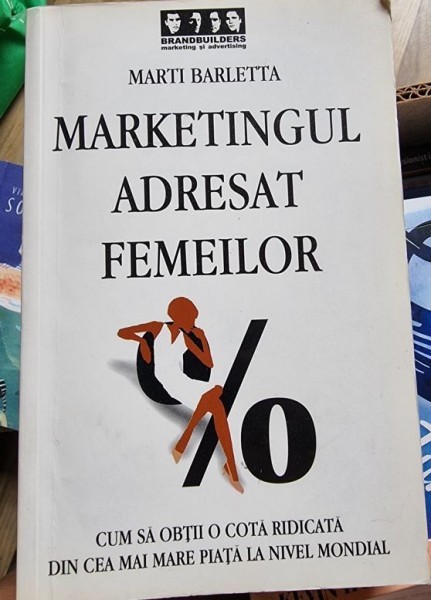 BRANDBUILDERS
marketing și advertising
MARTI BARLETTA
MARKETINGUL
ADRESAT
FEMEILOR
%
CUM SĂ OBȚII O COTĂ RIDICATĂ
DIN CEA MAI MARE PIAȚĂ LA NIVEL MONDIAL